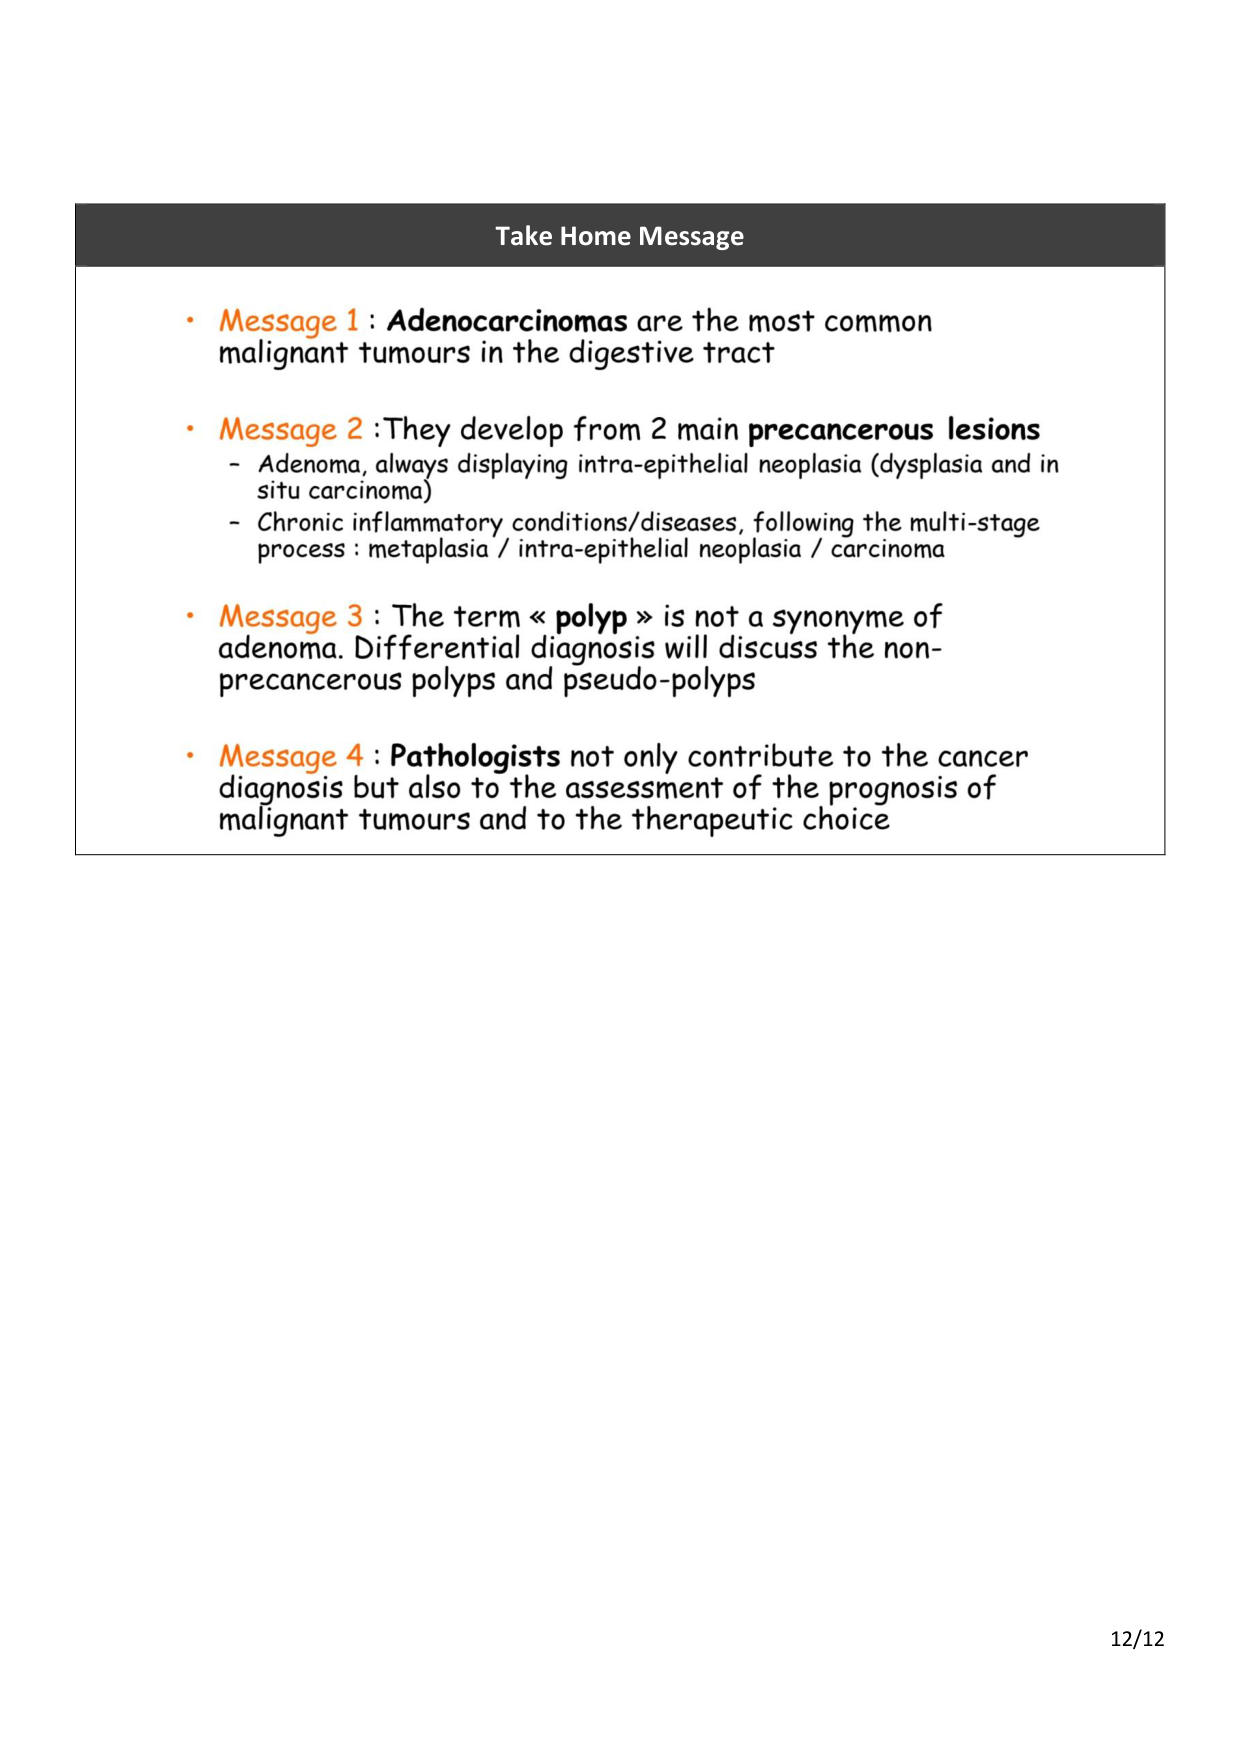 Take Home Message
• Message 1 : Adenocarcinomas are the most common
malignant tumours in the digestive tract
• Message 2 :They develop from 2 main precancerous lesions
– Adenoma, always displaying intra-epithelial neoplasia (dysplasia and in
situ carcinoma)
– Chronic inflammatory conditions/diseases, following the multi-stage
process : metaplasia / intra-epithelial neoplasia / carcinoma
• Message 3 : The term « polyp » is not a synonyme of
adenoma. Differential diagnosis will discuss the non-
precancerous polyps and pseudo-polyps
• Message 4 : Pathologists not only contribute to the cancer
diagnosis but also to the assessment of the prognosis of
malignant tumours and to the therapeutic choice
12/12